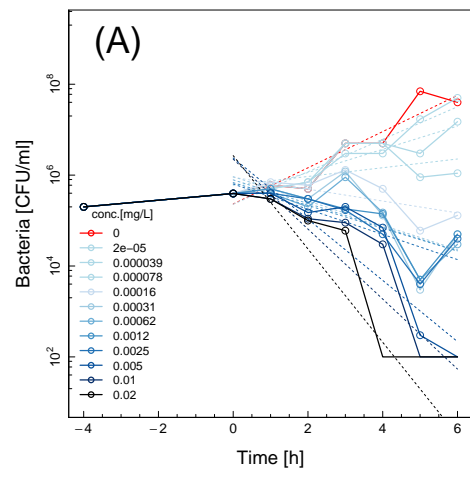 (A)
Bacteria [CFU/ml]
10^8
10^6
10^4
10^2
conc.[mg/L]
0
2e-05
0.000039
0.000078
0.00016
0.00031
0.00062
0.0012
0.0025
0.005
0.01
0.02
−4 −2 0 2 4 6
Time [h]